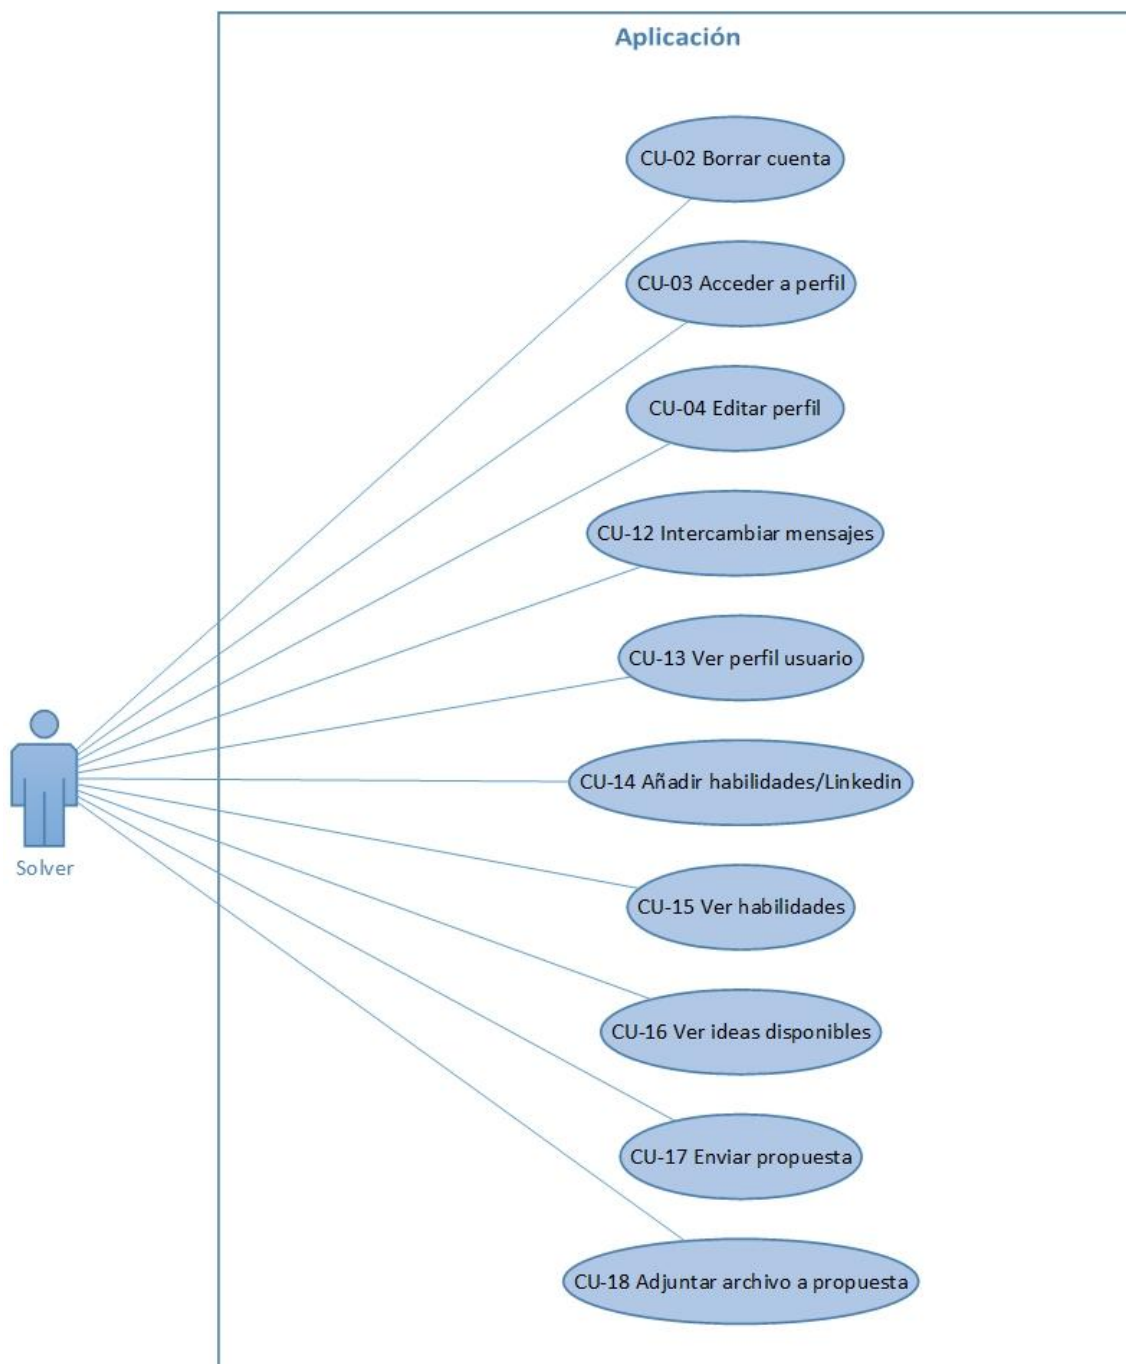 Aplicación
CU-02 Borrar cuenta
CU-03 Acceder a perfil
CU-04 Editar perfil
CU-12 Intercambiar mensajes
CU-13 Ver perfil usuario
CU-14 Añadir habilidades/Linkedin
Solver
CU-15 Ver habilidades
CU-16 Ver ideas disponibles
CU-17 Enviar propuesta
CU-18 Adjuntar archivo a propuesta